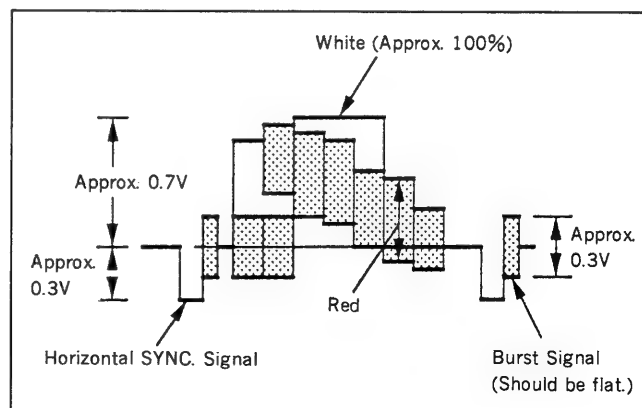 White (Approx. 100%)
Approx. 0.7V
Approx.
0.3V
Approx.
0.3V
Red
Horizontal SYNC. Signal
Burst Signal
(Should be flat.)